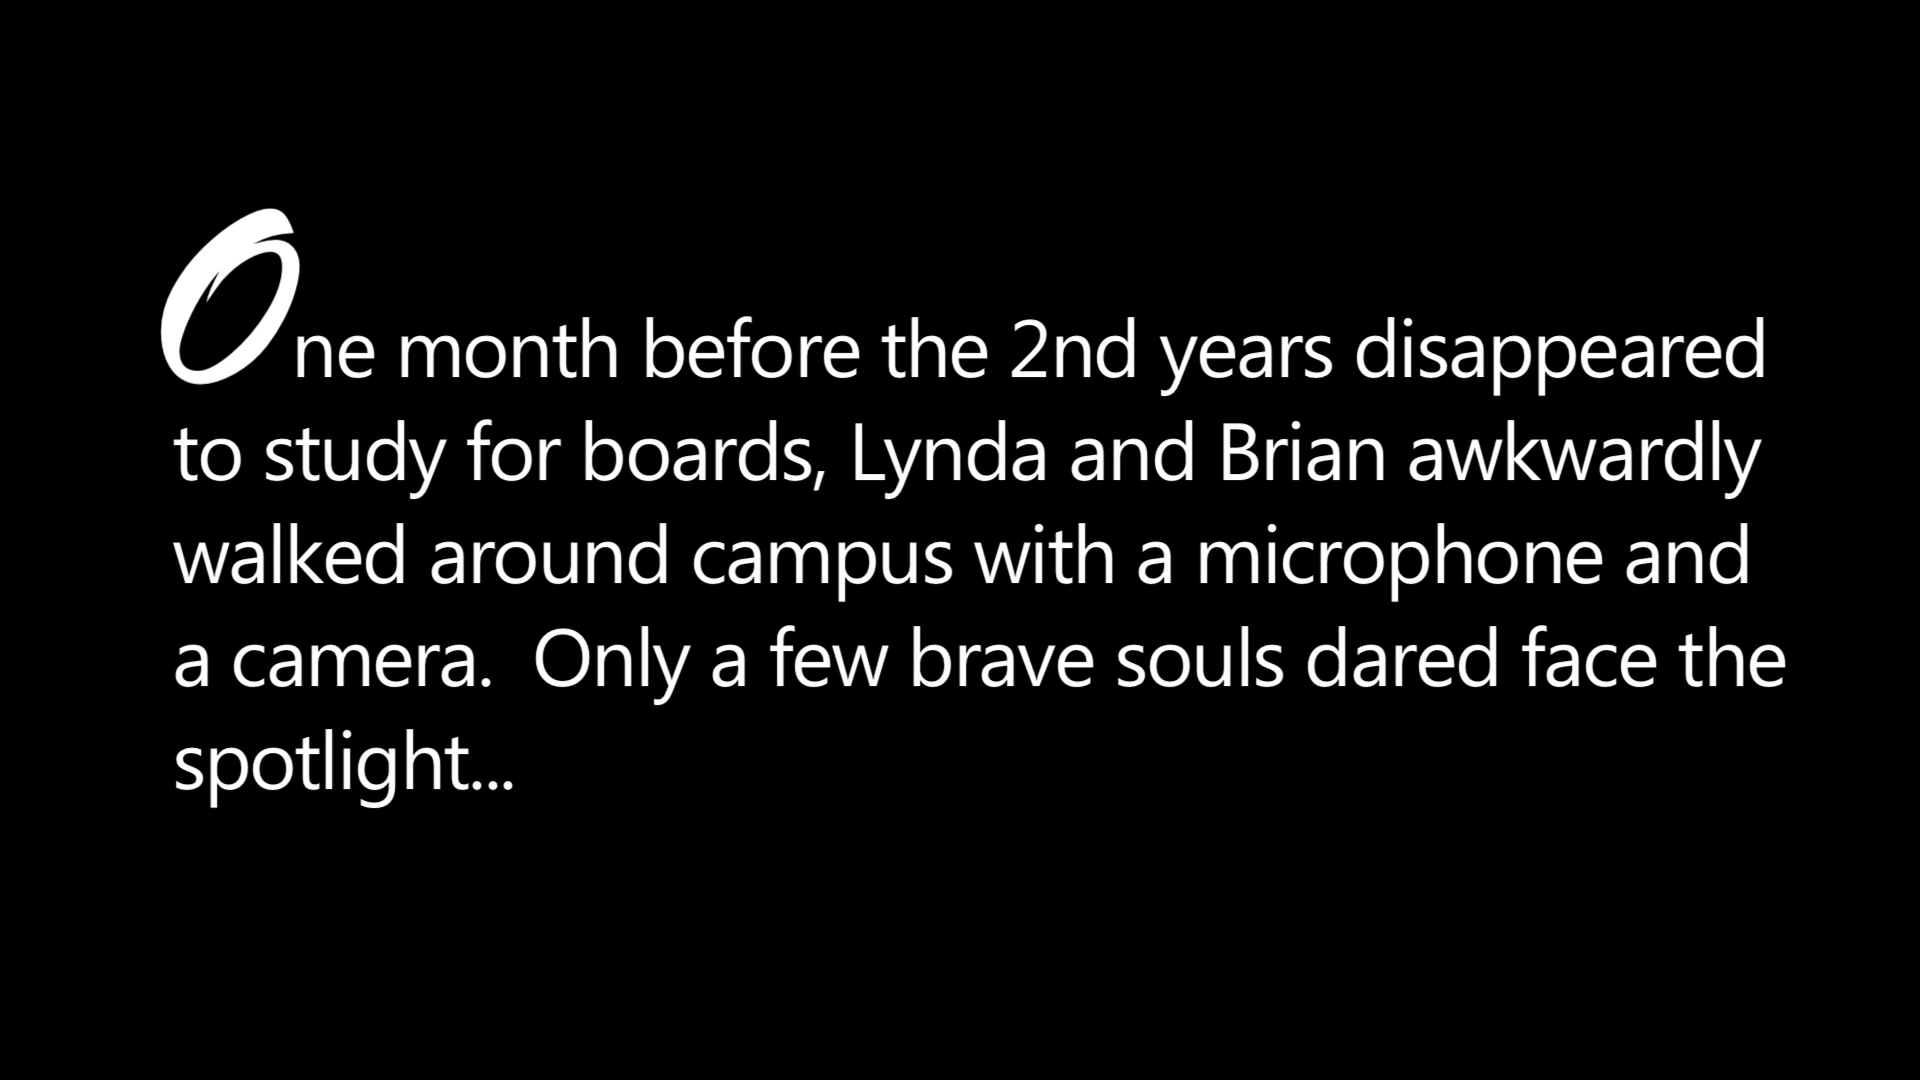 One month before the 2nd years disappeared
to study for boards, Lynda and Brian awkwardly
walked around campus with a microphone and
a camera.  Only a few brave souls dared face the
spotlight...